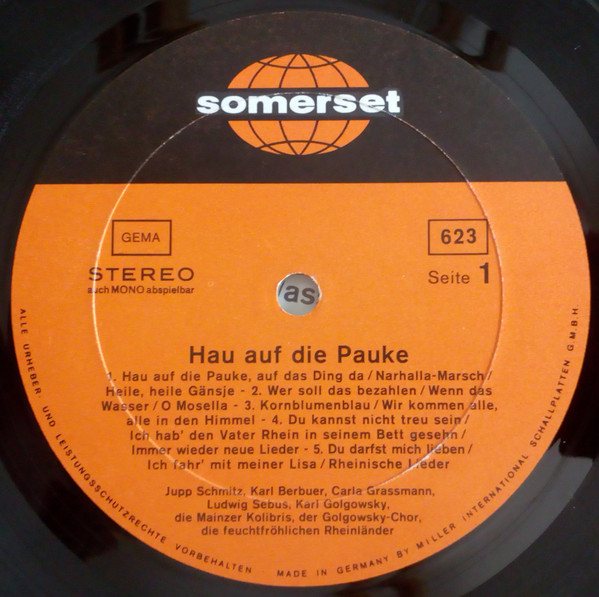 somerset
GEMA
623
STEREO
auch MONO abspielbar
Seite 1
as
Hau auf die Pauke
1. Hau auf die Pauke, auf das Ding da / Narhalla-Marsch /
Heile, heile Gänsje - 2. Wer soll das bezahlen / Wenn das
Wasser / O Mosella - 3. Kornblumenblau / Wir kommen alle,
alle in den Himmel - 4. Du kannst nicht treu sein /
Ich hab' den Vater Rhein in seinem Bett gesehn /
Immer wieder neue Lieder - 5. Du darfst mich lieben /
Ich fahr' mit meiner Lisa / Rheinische Lieder
Jupp Schmitz, Karl Berbuer, Carla Grassmann,
Ludwig Sebus, Karl Golgowsky,
die Mainzer Kolibris, der Golgowsky-Chor,
die feuchtfröhlichen Rheinländer
ALLE URHEBER- UND LEISTUNGSSCHUTZRECHTE VORBEHALTEN
MADE IN GERMANY BY MILLER INTERNATIONAL SCHALLPLATTEN G.M.B.H.